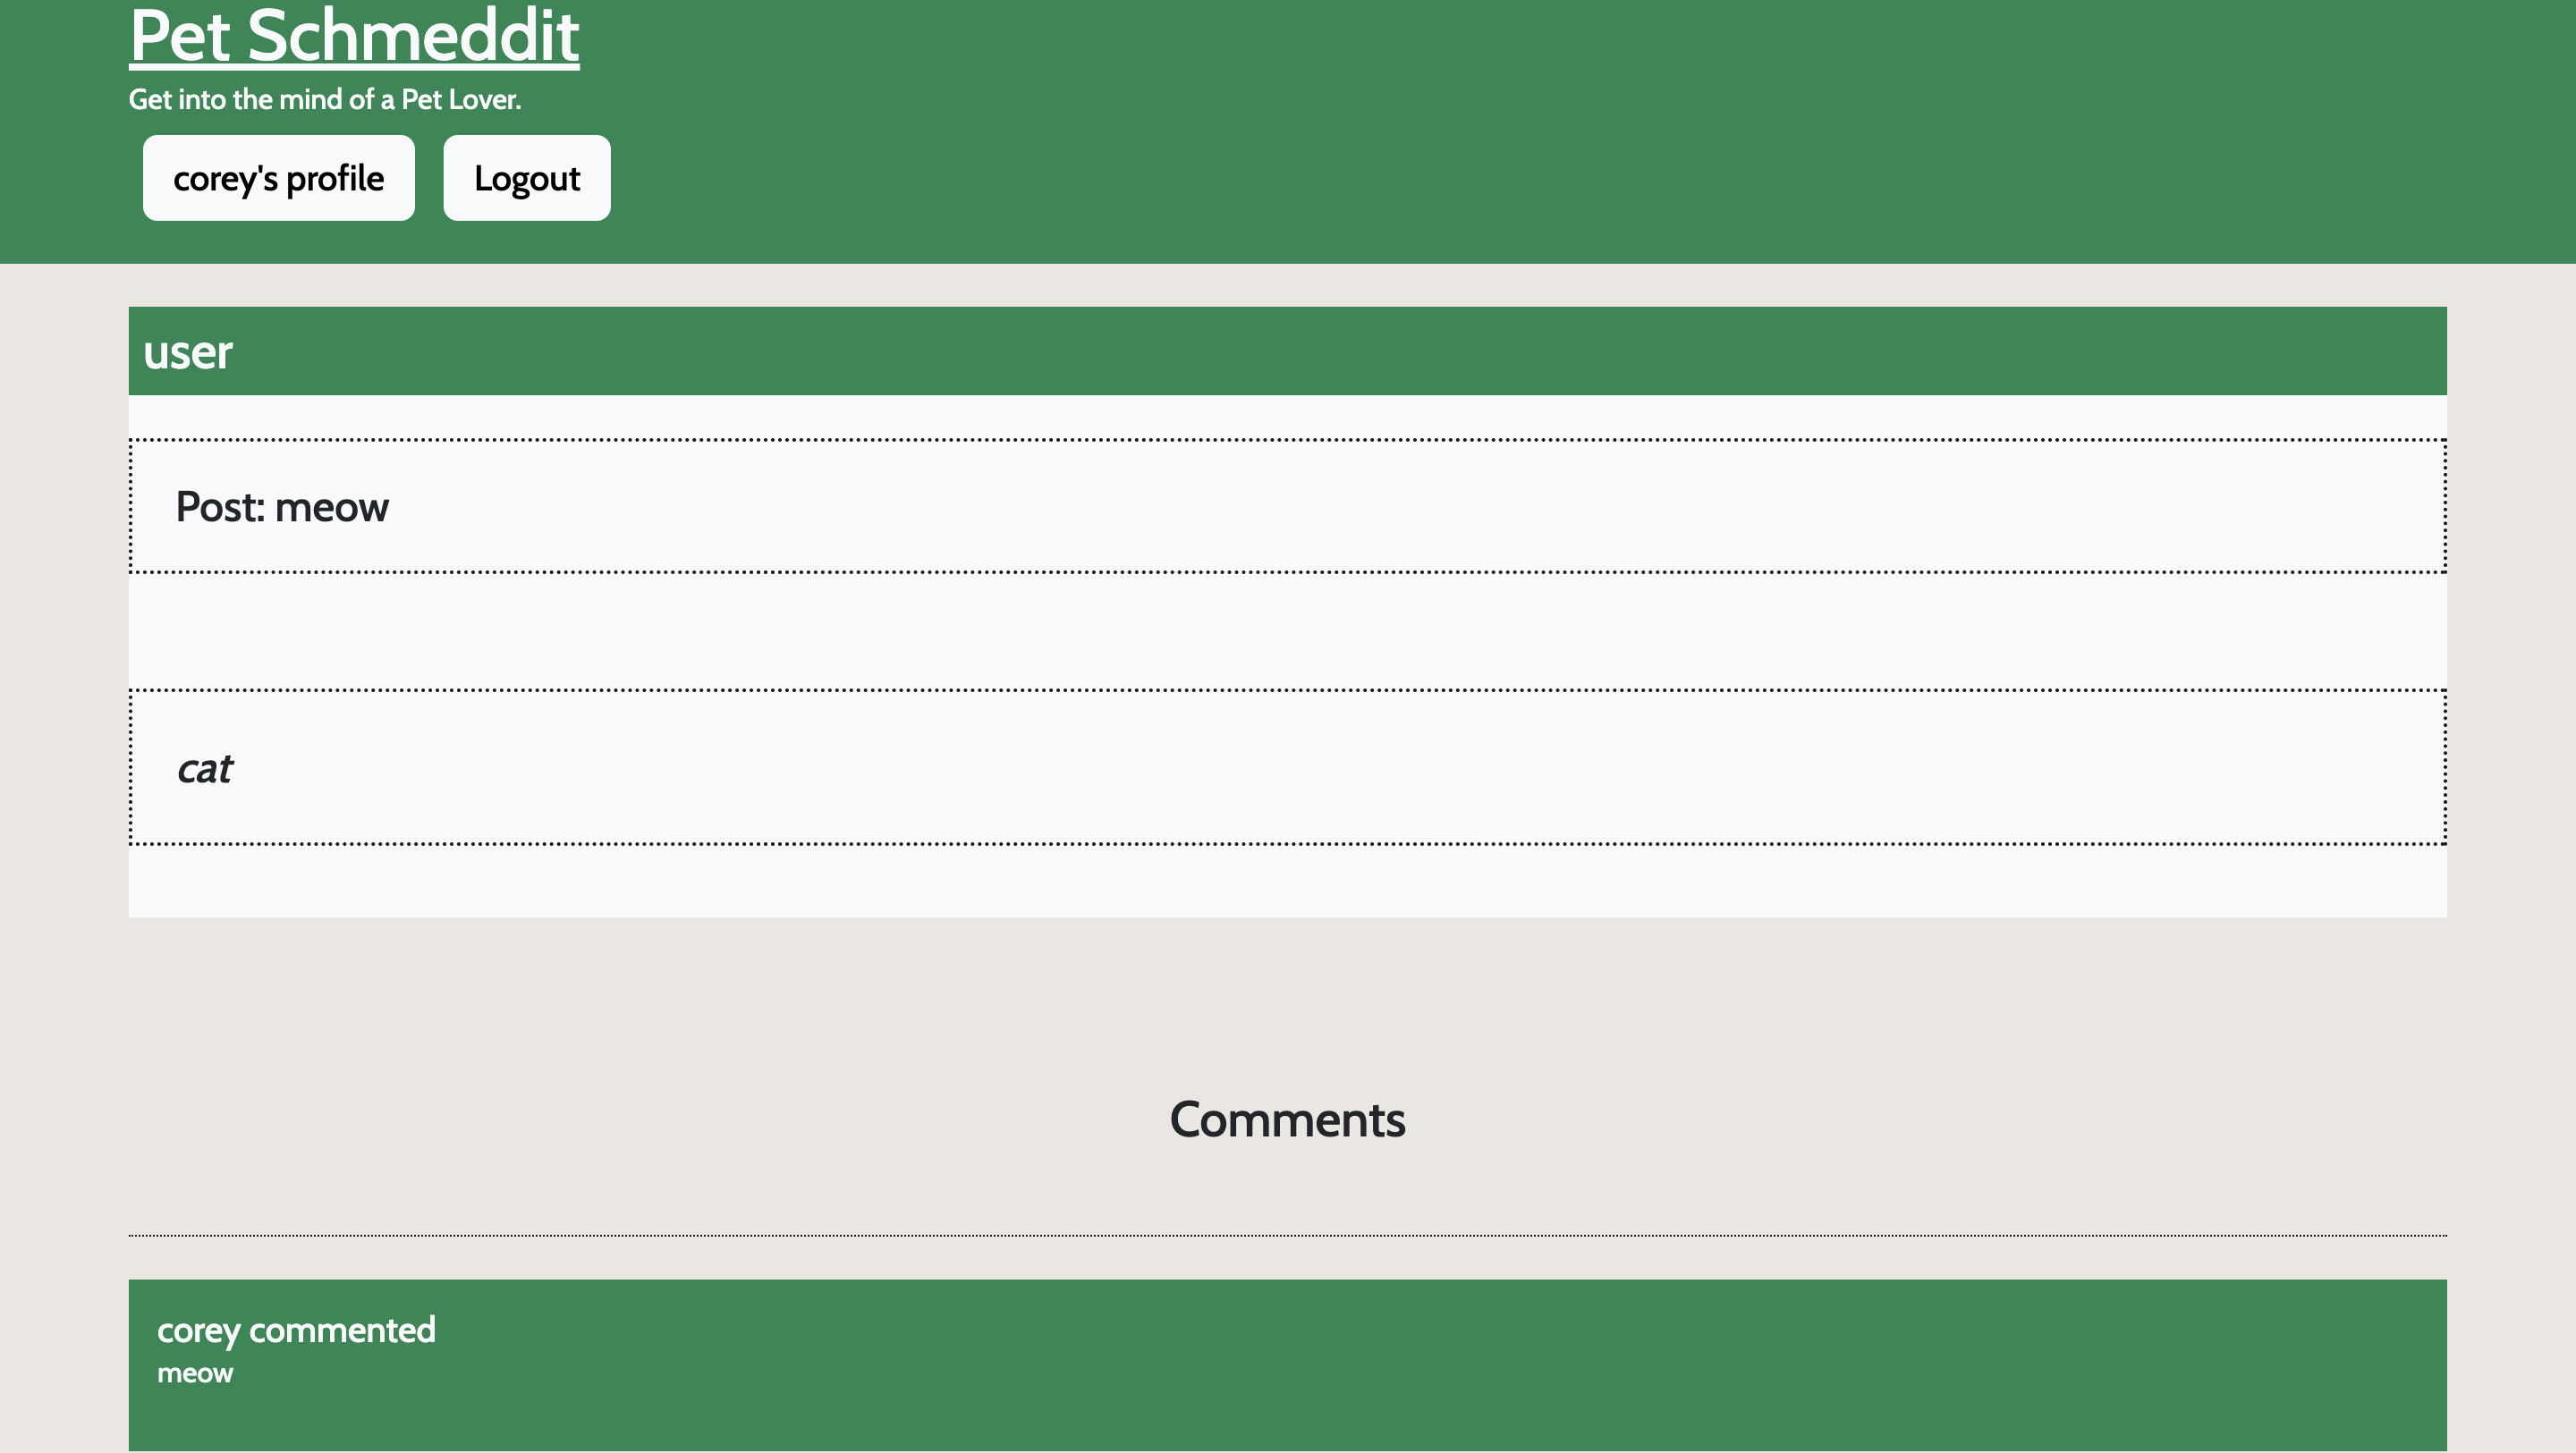 Pet Schmeddit
Get into the mind of a Pet Lover.
corey's profile
Logout
user
Post: meow
cat
Comments
corey commented
meow